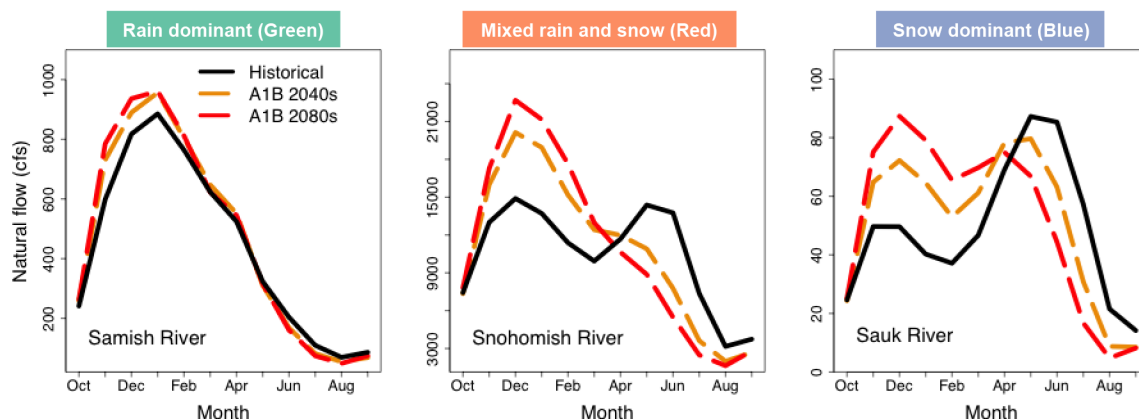 Rain dominant (Green)
Mixed rain and snow (Red)
Snow dominant (Blue)
Natural flow (cfs)
1000
800
600
400
200
Historical
A1B 2040s
A1B 2080s
Samish River
Oct
Dec
Feb
Apr
Jun
Aug
Month
21000
15000
9000
3000
Snohomish River
Oct
Dec
Feb
Apr
Jun
Aug
Month
100
80
60
40
20
0
Sauk River
Oct
Dec
Feb
Apr
Jun
Aug
Month